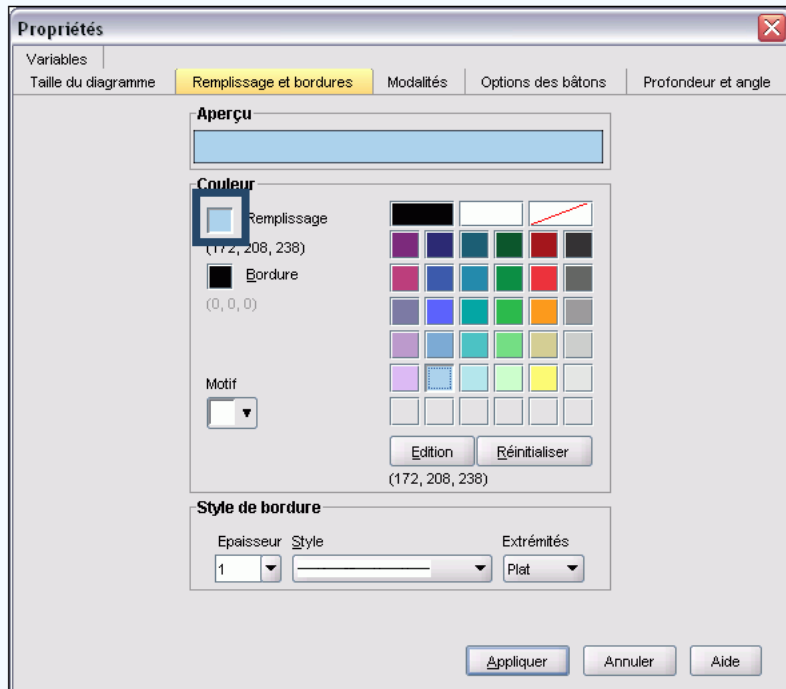 Propriétés
Variables
Taille du diagramme Remplissage et bordures Modalités Options des bâtons Profondeur et angle
Aperçu
Couleur
Remplissage
(172, 208, 238)
Bordure
(0, 0, 0)
Motif
Edition Réinitialiser
(172, 208, 238)
Style de bordure
Epaisseur Style Extrémités
1 Plat
Appliquer Annuler Aide